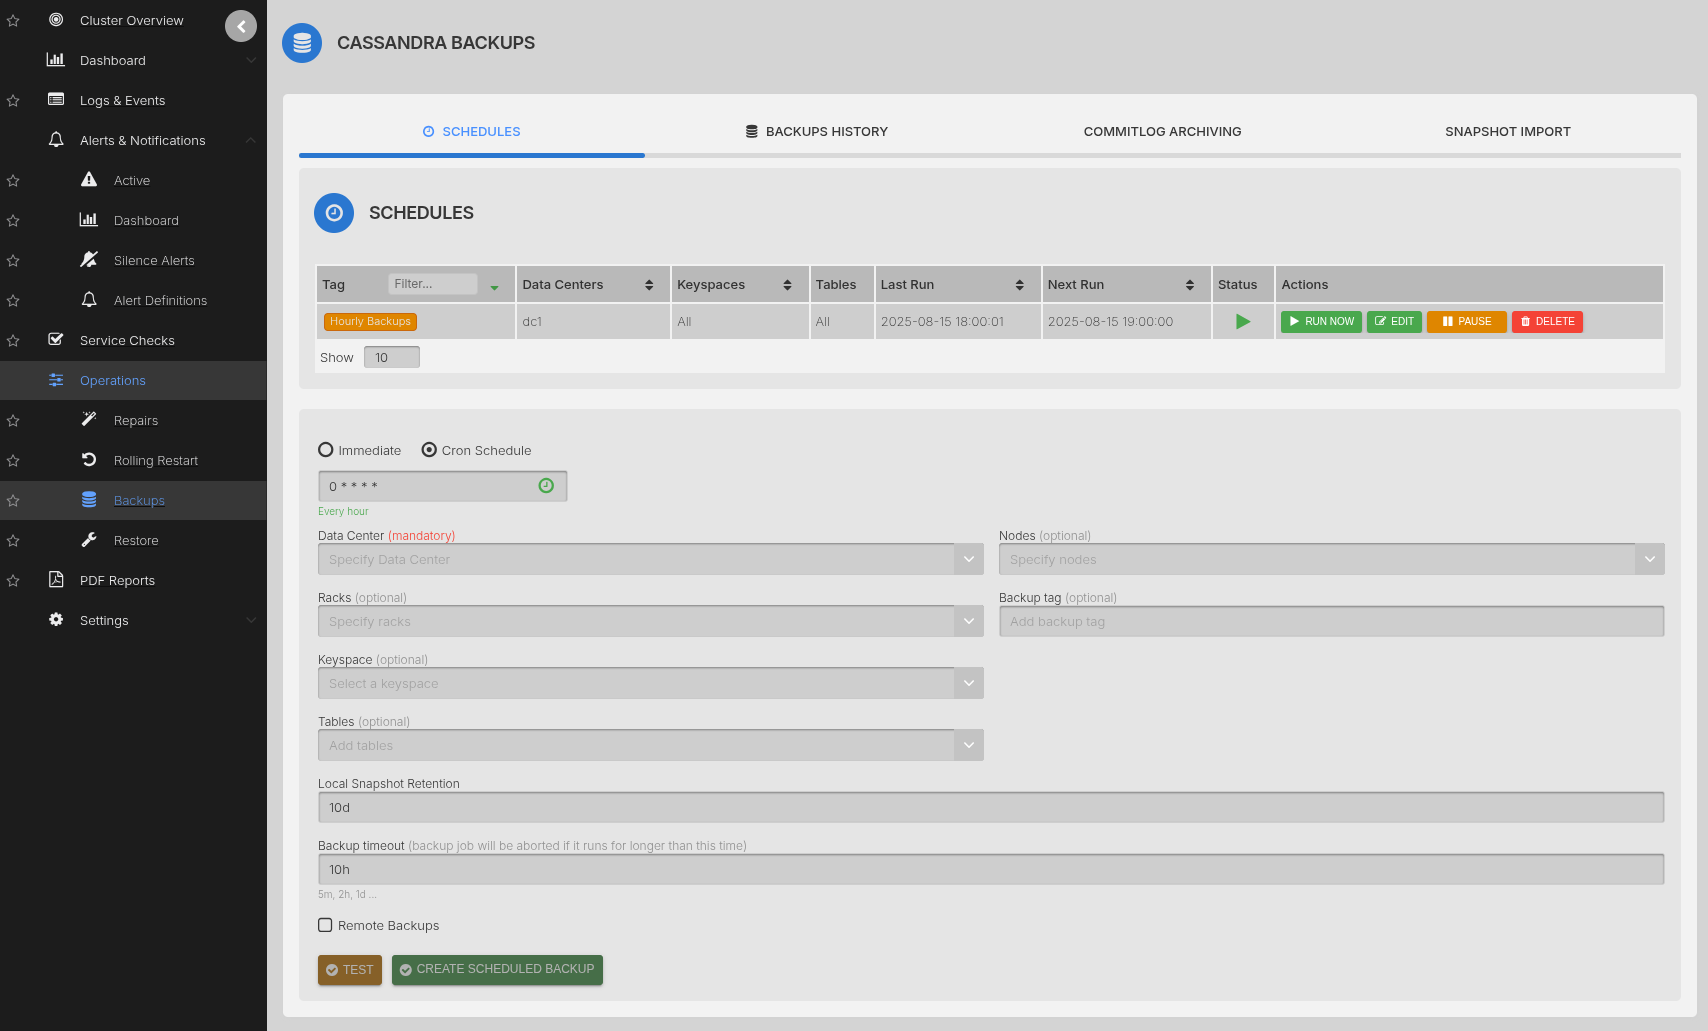 Cluster Overview
Dashboard
Logs & Events
Alerts & Notifications
Active
Dashboard
Silence Alerts
Alert Definitions
Service Checks
Operations
Repairs
Rolling Restart
Backups
Restore
PDF Reports
Settings
CASSANDRA BACKUPS
SCHEDULES BACKUPS HISTORY COMMITLOG ARCHIVING SNAPSHOT IMPORT
SCHEDULES
Tag Filter... Data Centers Keyspaces Tables Last Run Next Run Status Actions
Hourly Backups dc1 All All 2025-08-15 18:00:01 2025-08-15 19:00:00 RUN NOW EDIT PAUSE DELETE
Show 10
Immediate Cron Schedule
0 * * * *
Every hour
Data Center (mandatory) Nodes (optional)
Specify Data Center Specify nodes
Racks (optional) Backup tag (optional)
Specify racks Add backup tag
Keyspace (optional)
Select a keyspace
Tables (optional)
Add tables
Local Snapshot Retention
10d
Backup timeout (backup job will be aborted if it runs for longer than this time)
10h
5m, 2h, 1d ...
Remote Backups
TEST CREATE SCHEDULED BACKUP